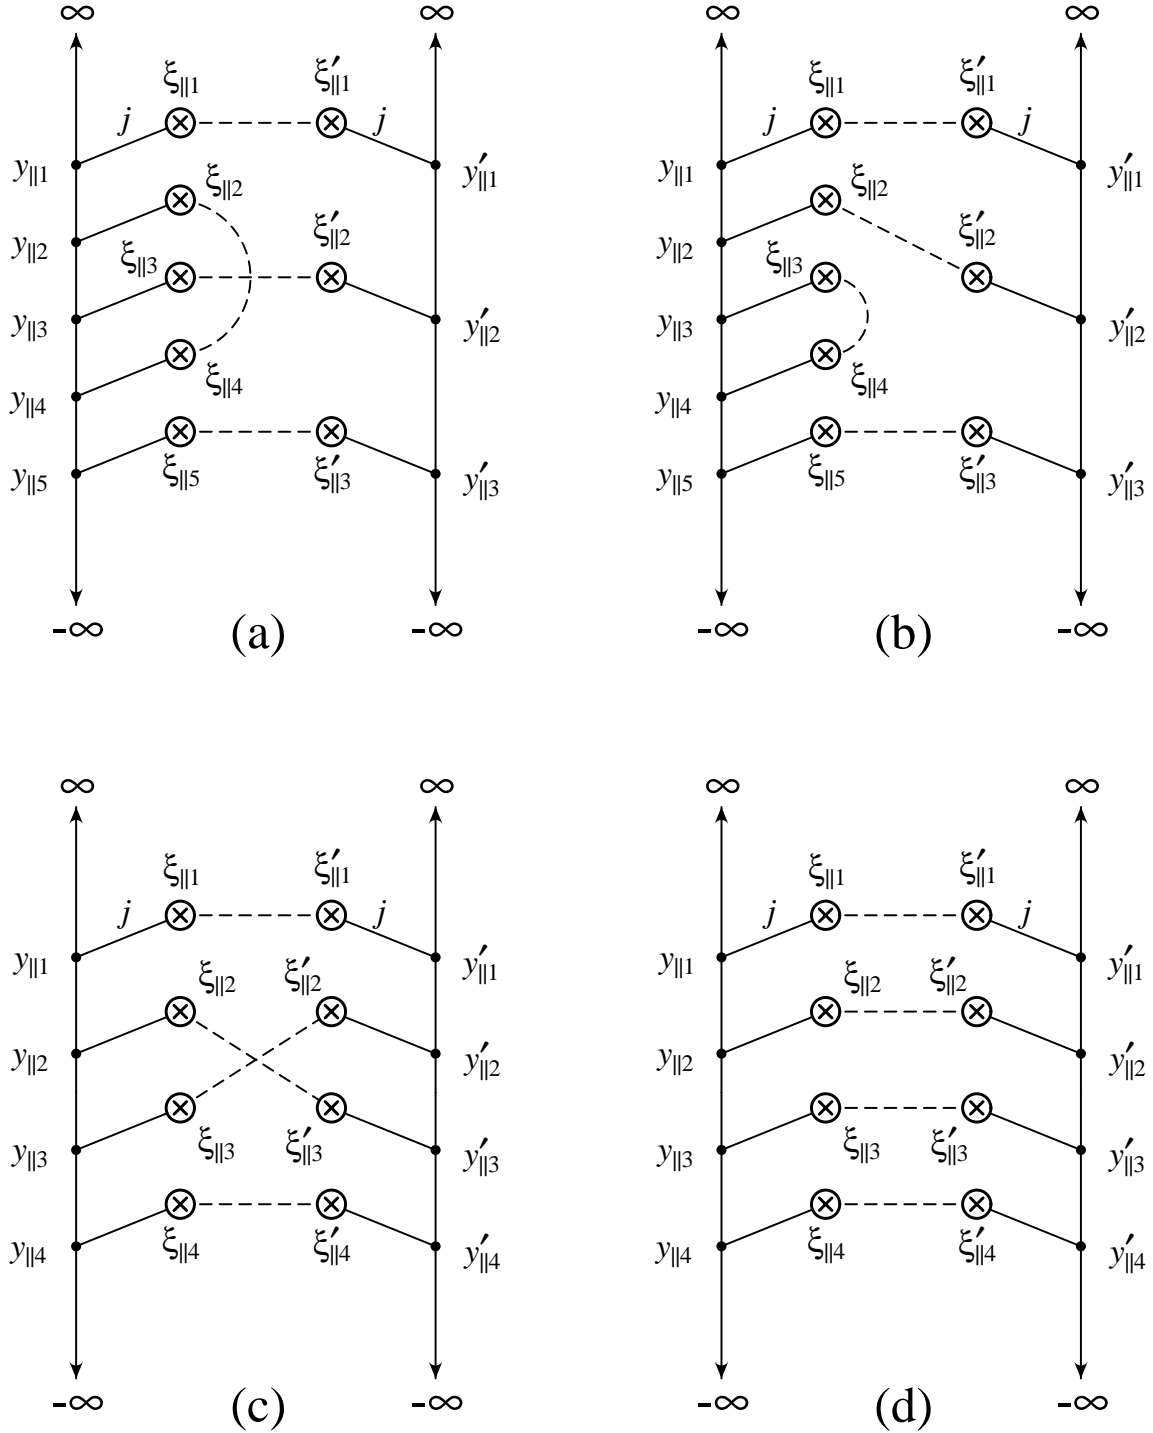 ∞ ∞ ∞ ∞
ξ∥1 ξ′∥1 ξ∥1 ξ′∥1
j j j j
y∥1 y′∥1 y∥1 y′∥1
ξ∥2 ξ∥2
y∥2 ξ∥3 ξ′∥2 y∥2 ξ∥3 ξ′∥2
y∥3 y′∥2 y∥3 y′∥2
ξ∥4 ξ∥4
y∥4 y∥4
y∥5 ξ∥5 ξ′∥3 y′∥3 y∥5 ξ∥5 ξ′∥3 y′∥3
-∞ (a) -∞ -∞ (b) -∞
∞ ∞ ∞ ∞
ξ∥1 ξ′∥1 ξ∥1 ξ′∥1
j j j j
y∥1 y′∥1 y∥1 y′∥1
ξ∥2 ξ′∥2 ξ∥2 ξ′∥2
y∥2 y′∥2 y∥2 y′∥2
ξ∥3 ξ′∥3 ξ∥3 ξ′∥3
y∥3 y′∥3 y∥3 y′∥3
y∥4 ξ∥4 ξ′∥4 y′∥4 y∥4 ξ∥4 ξ′∥4 y′∥4
-∞ (c) -∞ -∞ (d) -∞